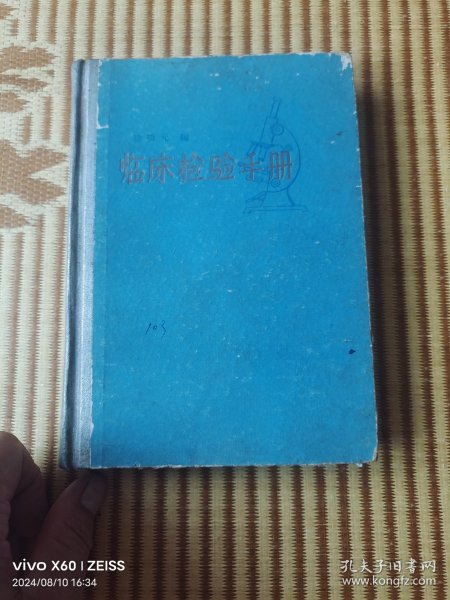 编
临床检验手册
103
vivo X60 | ZEISS
2024/08/10 16:34
孔夫子旧书网
www.kongfz.com